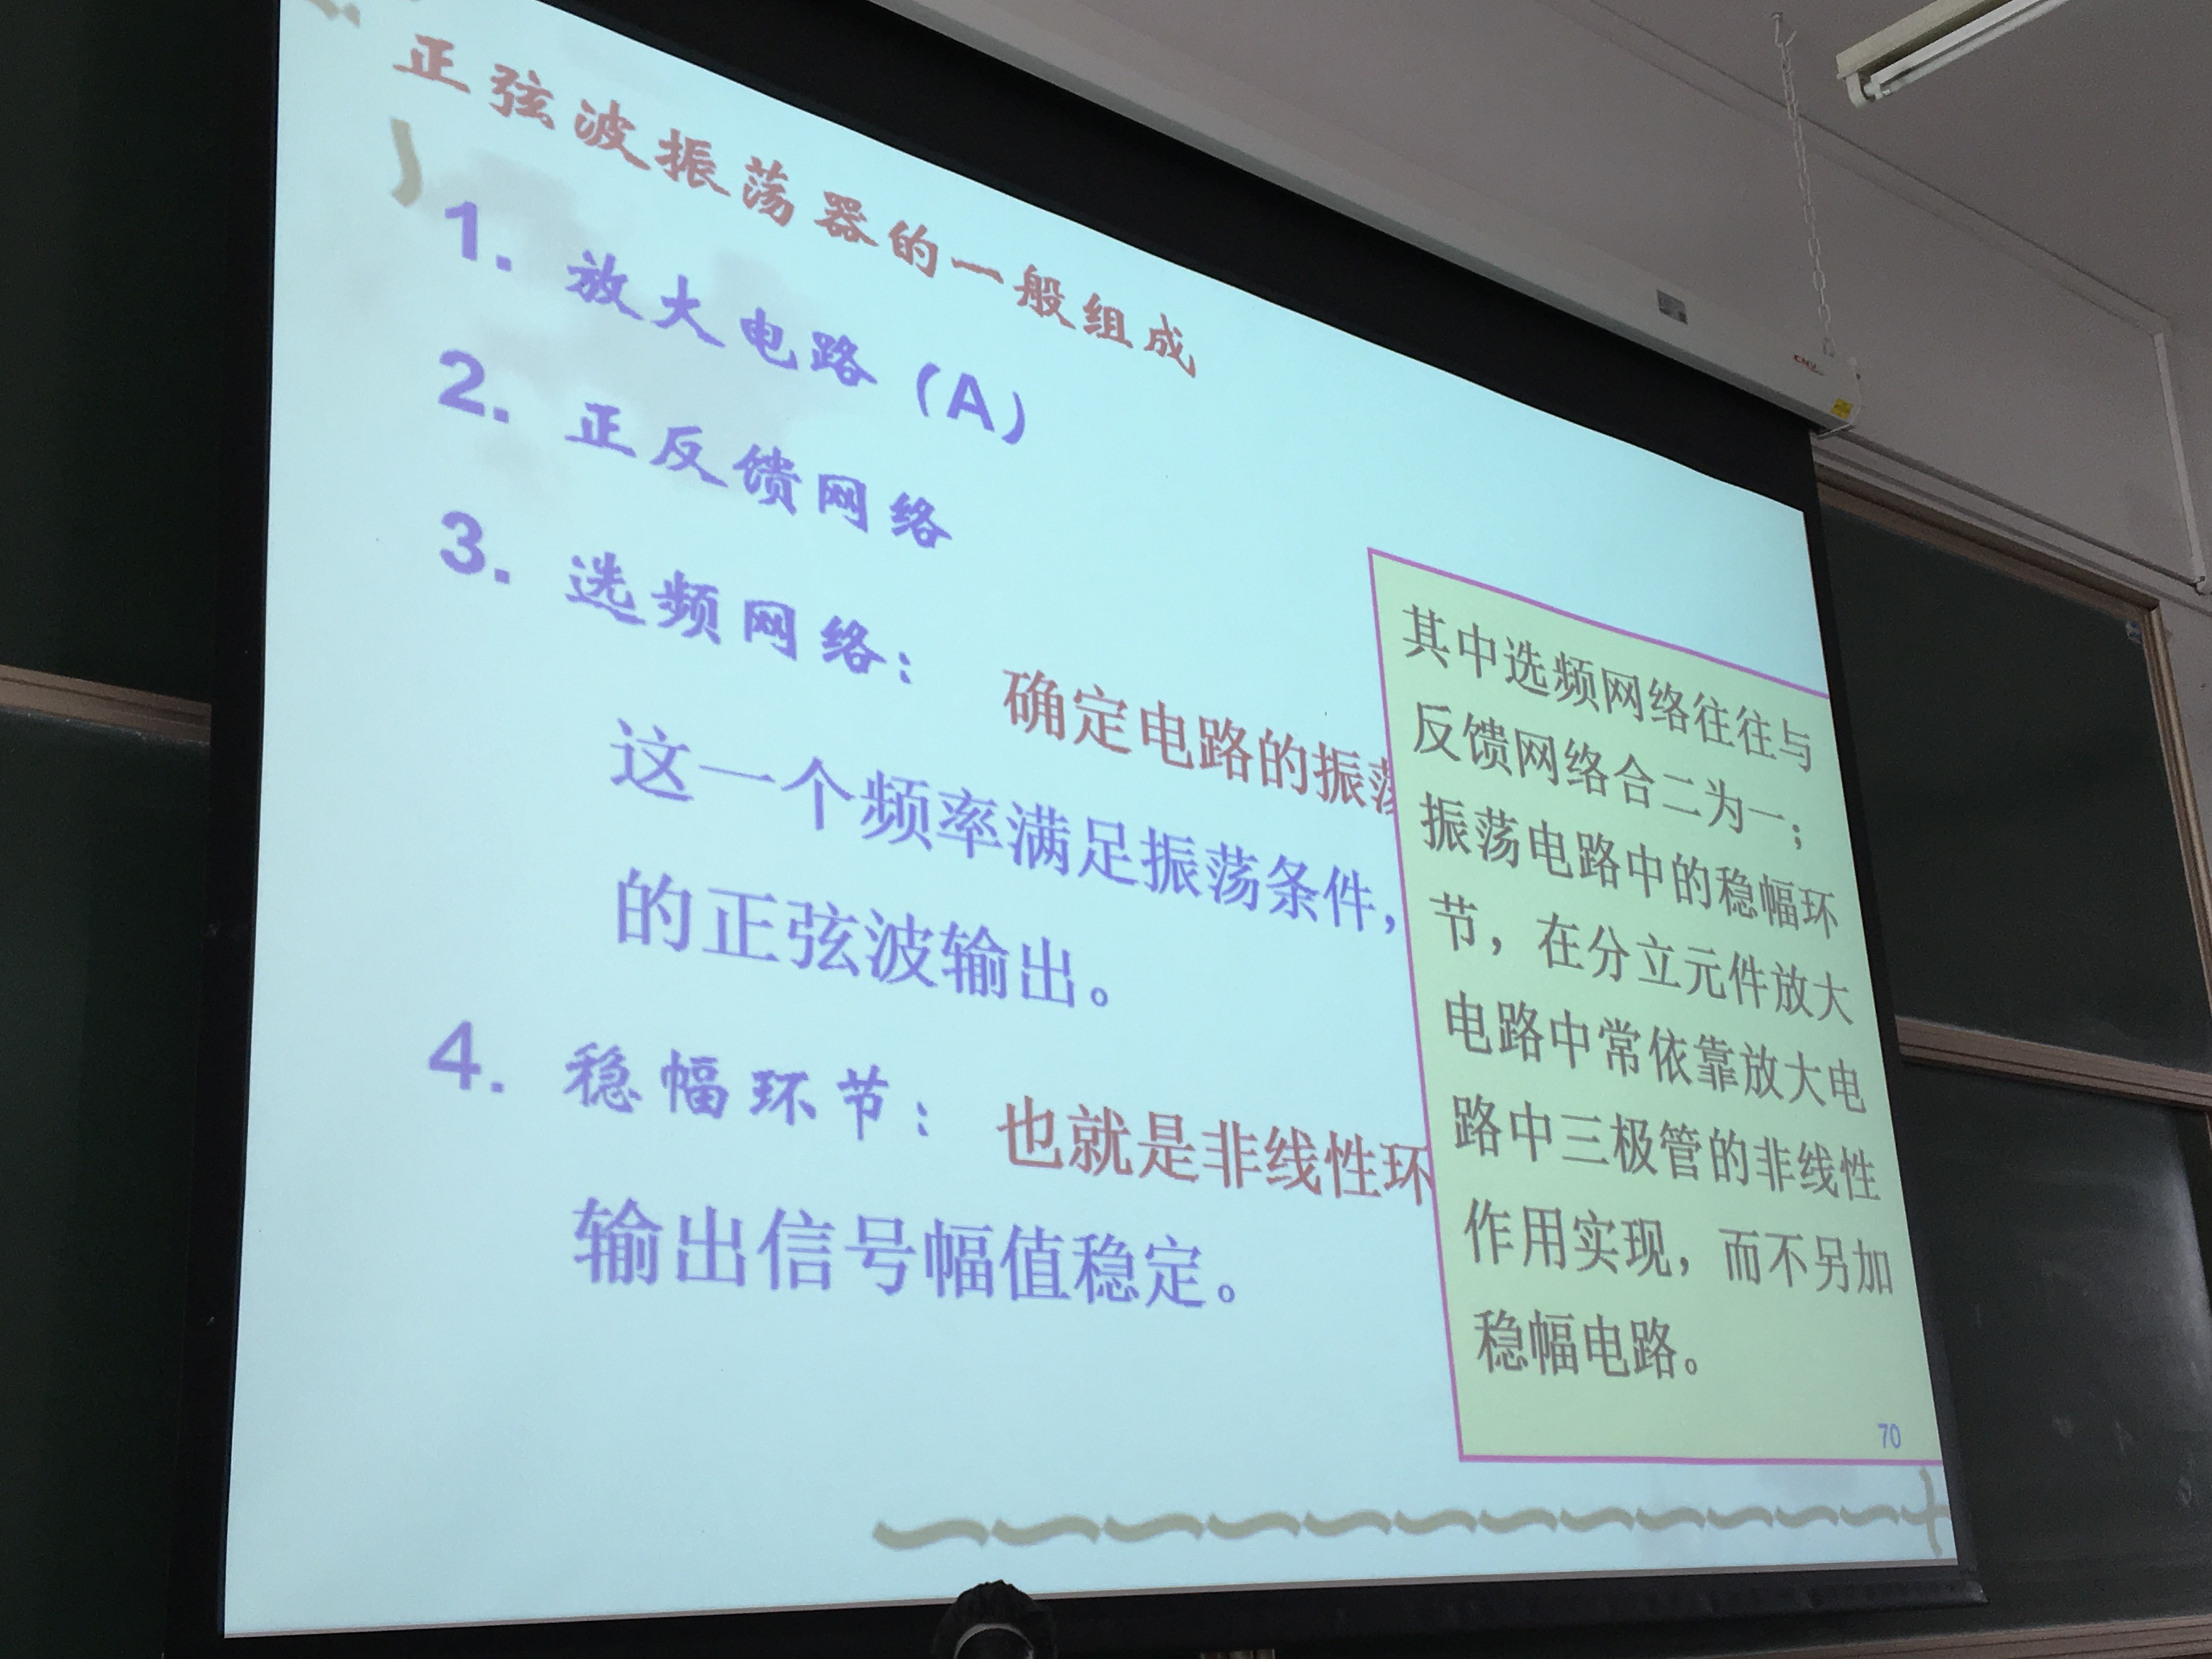 正弦波振荡器的一般组成
1. 放大电路（A）
2. 正反馈网络
3. 选频网络： 确定电路的振荡
这一个频率满足振荡条件，
的正弦波输出。
4. 稳幅环节： 也就是非线性环
输出信号幅值稳定。
其中选频网络往往与
反馈网络合二为一；
振荡电路中的稳幅环
节，在分立元件放大
电路中常依靠放大电
路中三极管的非线性
作用实现，而不另加
稳幅电路。
70